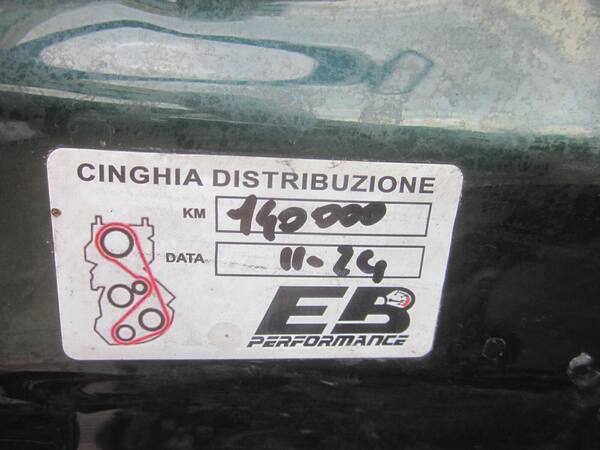 CINGHIA DISTRIBUZIONE
KM 140000
DATA 11-24
EB
PERFORMANCE